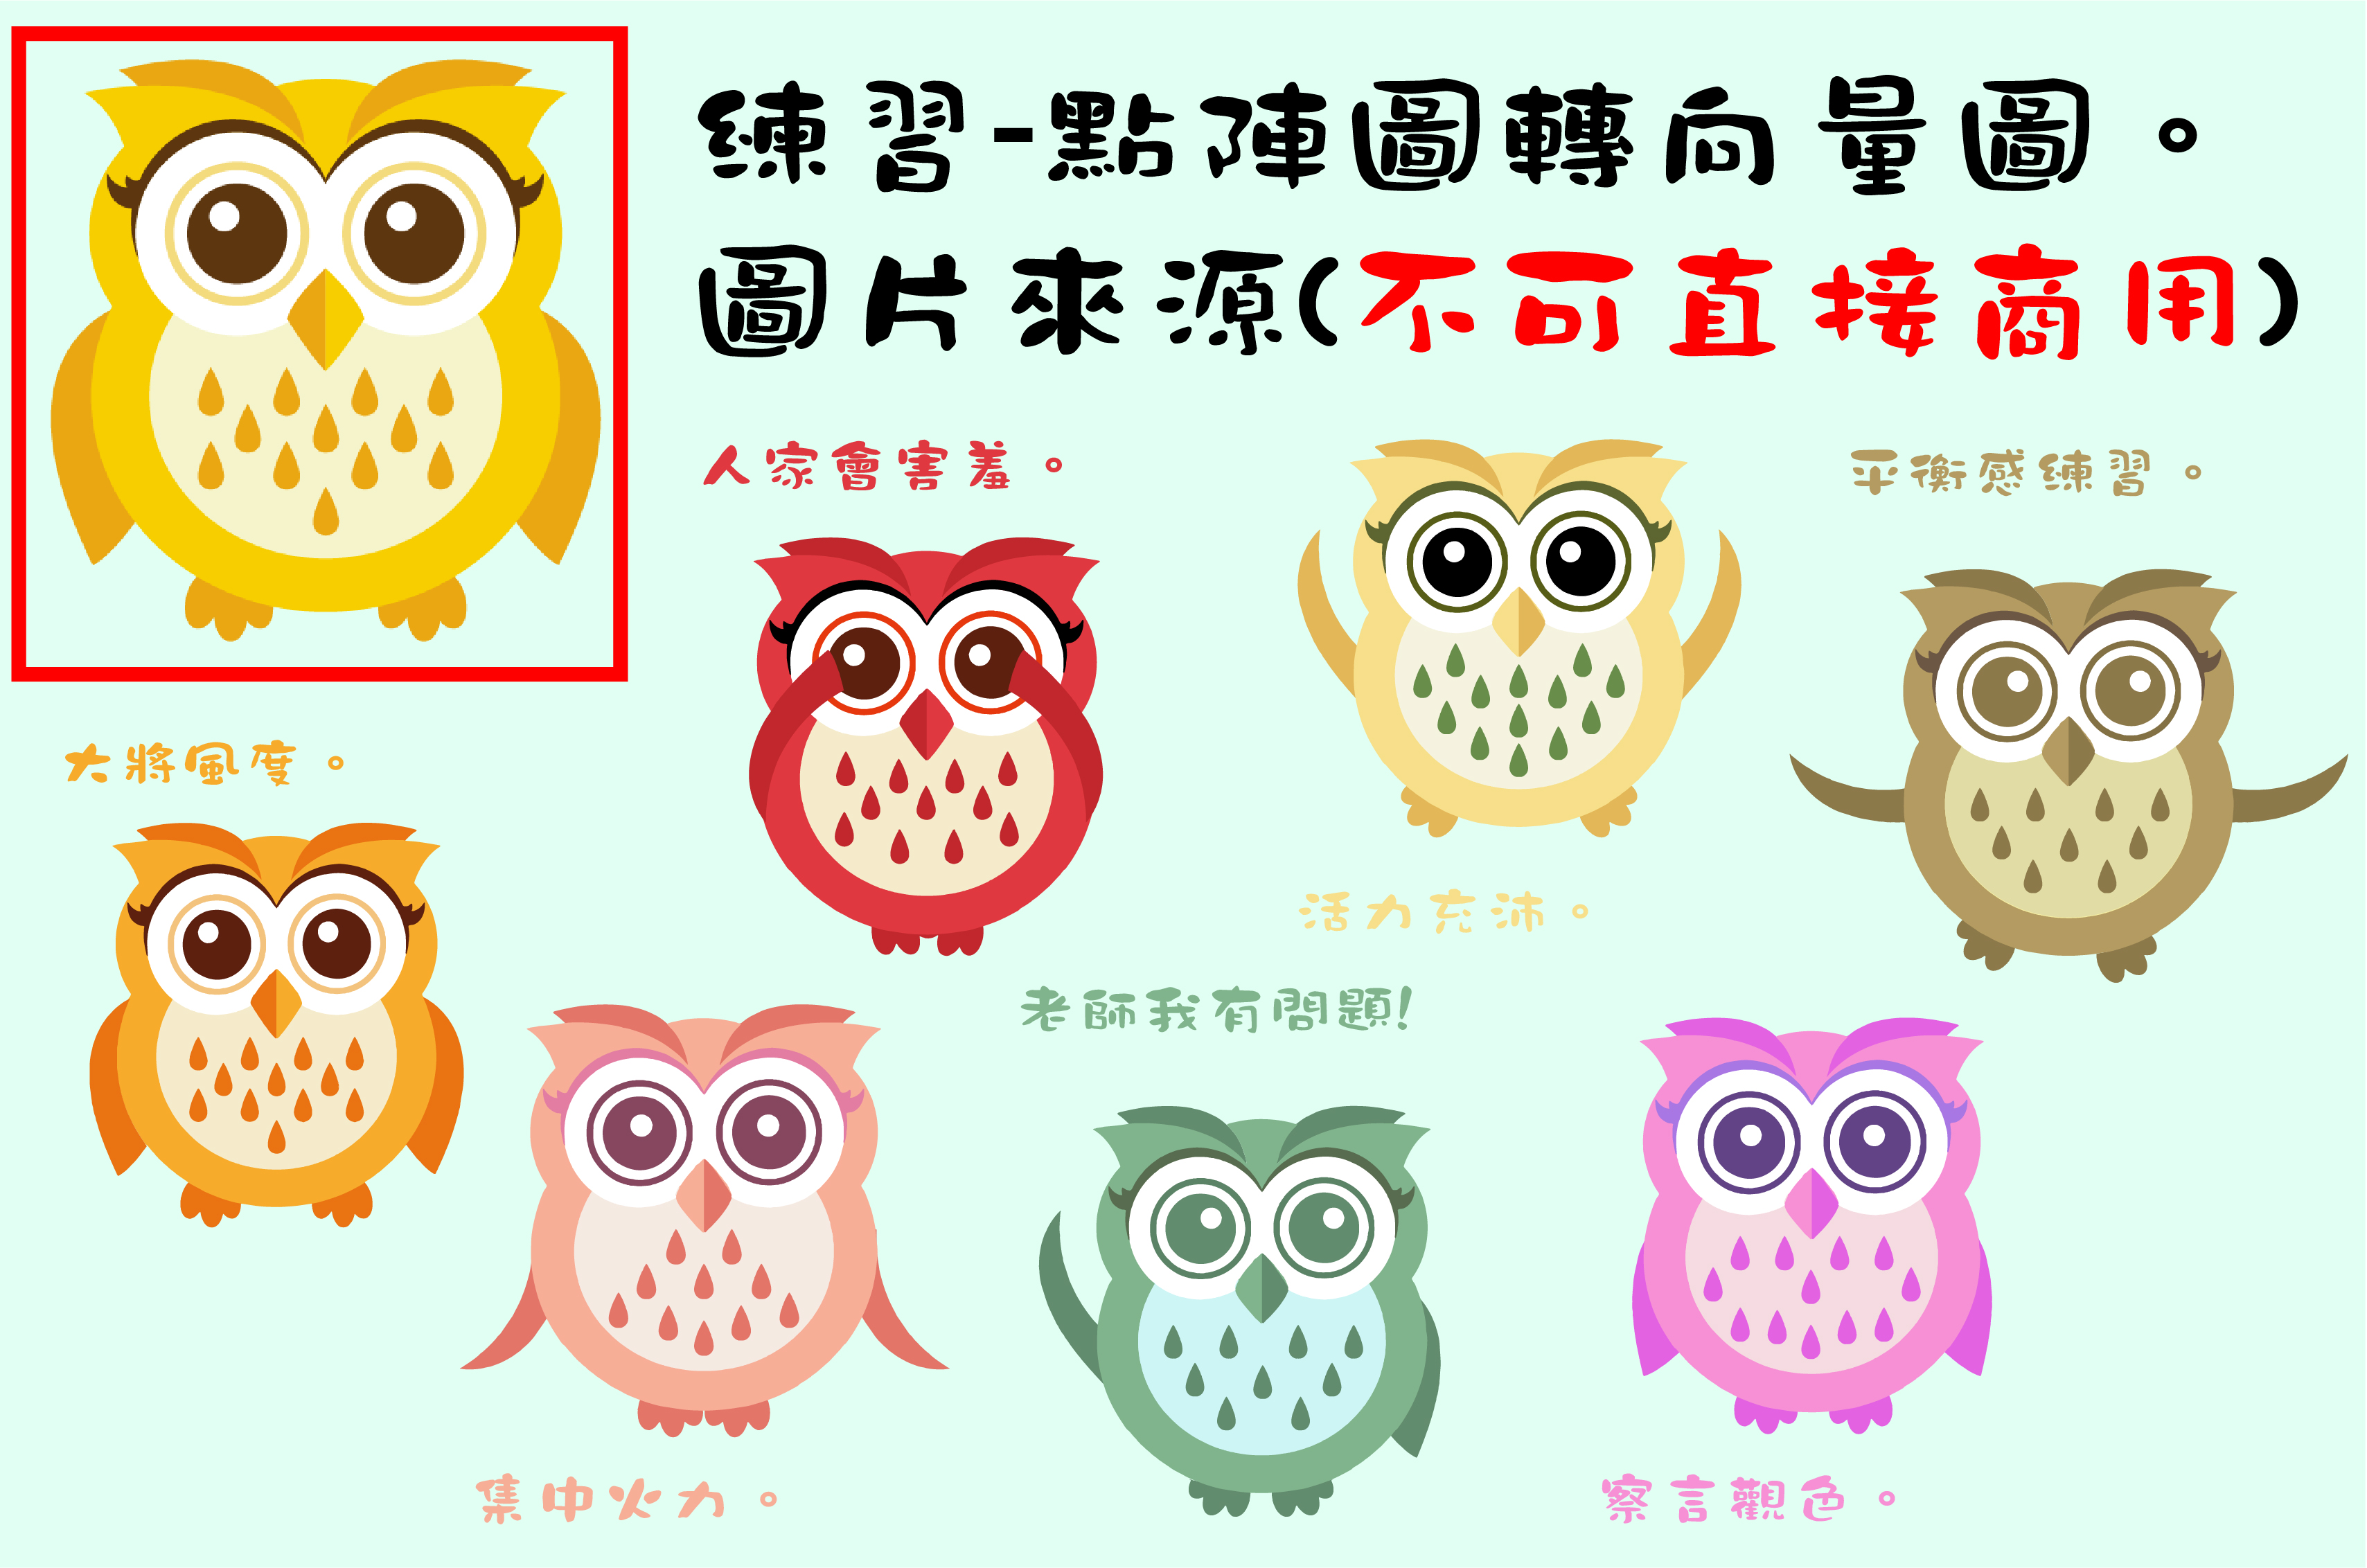 練習-點陣圖轉向量圖。
圖片來源(不可直接商用)
人家會害羞。
平衡感練習。
大將風度。
活力充沛。
老師我有問題!
集中火力。
察言觀色。